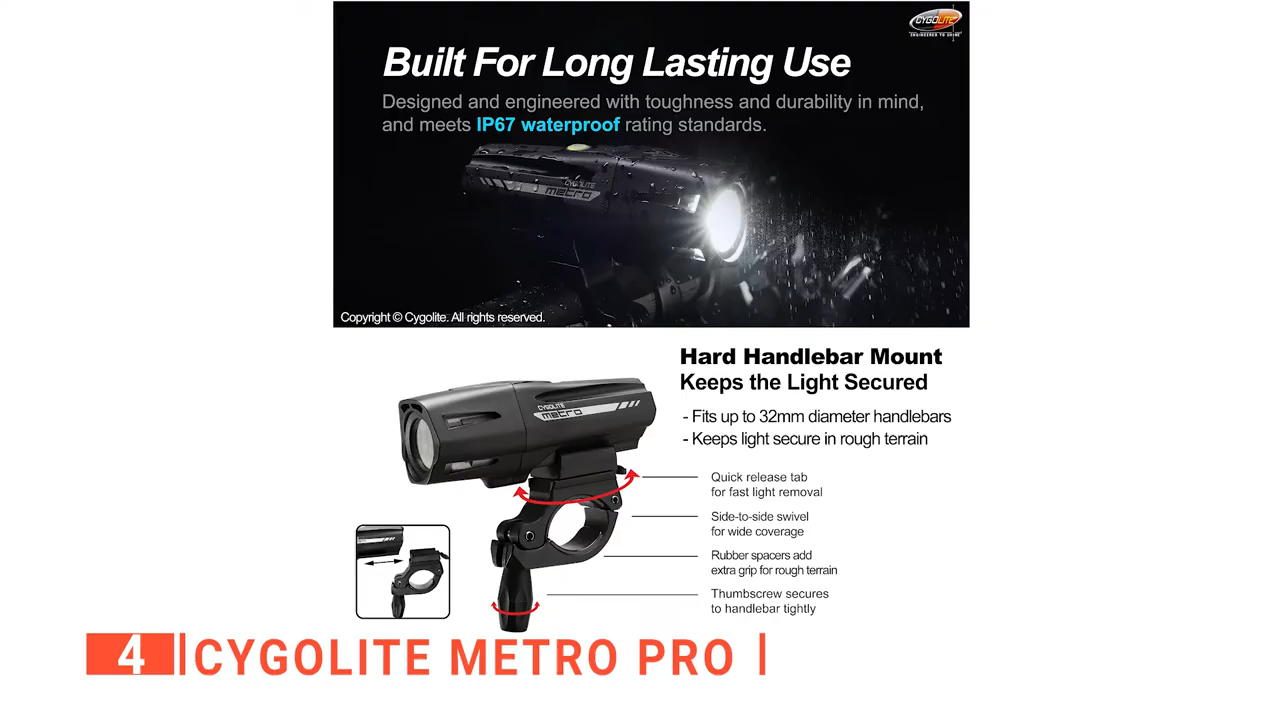 CYGOLITE
ENGINEERED TO SHINE
Built For Long Lasting Use
Designed and engineered with toughness and durability in mind,
and meets IP67 waterproof rating standards.
CYGOLITE
metro
Copyright © Cygolite. All rights reserved.
Hard Handlebar Mount
Keeps the Light Secured
- Fits up to 32mm diameter handlebars
- Keeps light secure in rough terrain
CYGOLITE
metro
Quick release tab
for fast light removal
Side-to-side swivel
for wide coverage
Rubber spacers add
extra grip for rough terrain
Thumbscrew secures
to handlebar tightly
4 CYGOLITE METRO PRO